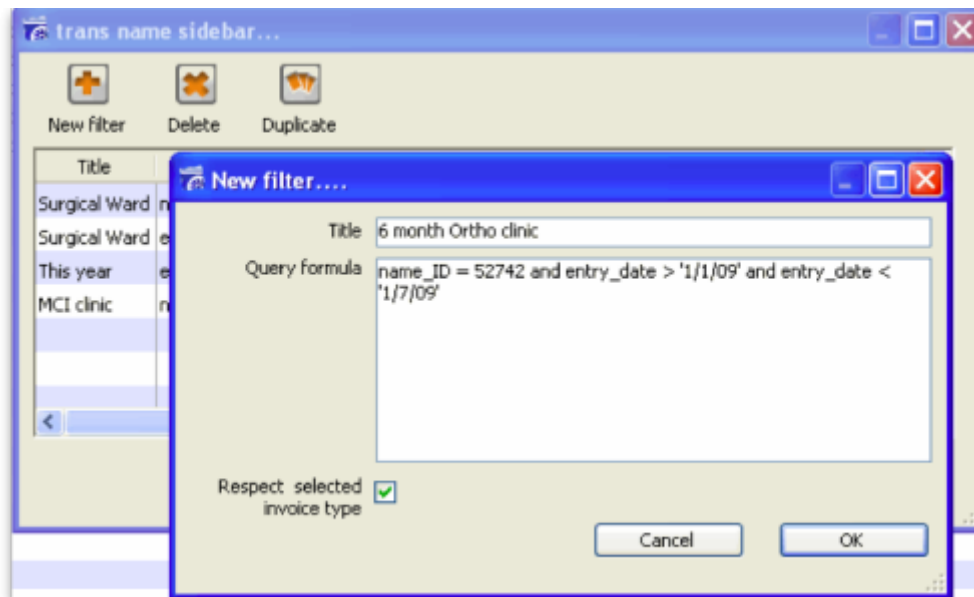 trans name sidebar...
New filter Delete Duplicate
Title
Surgical Ward n
Surgical Ward e
This year e
MCI clinic n
New filter....
Title 6 month Ortho clinic
Query formula name_ID = 52742 and entry_date > '1/1/09' and entry_date <
'1/7/09'
Respect selected
invoice type
Cancel OK